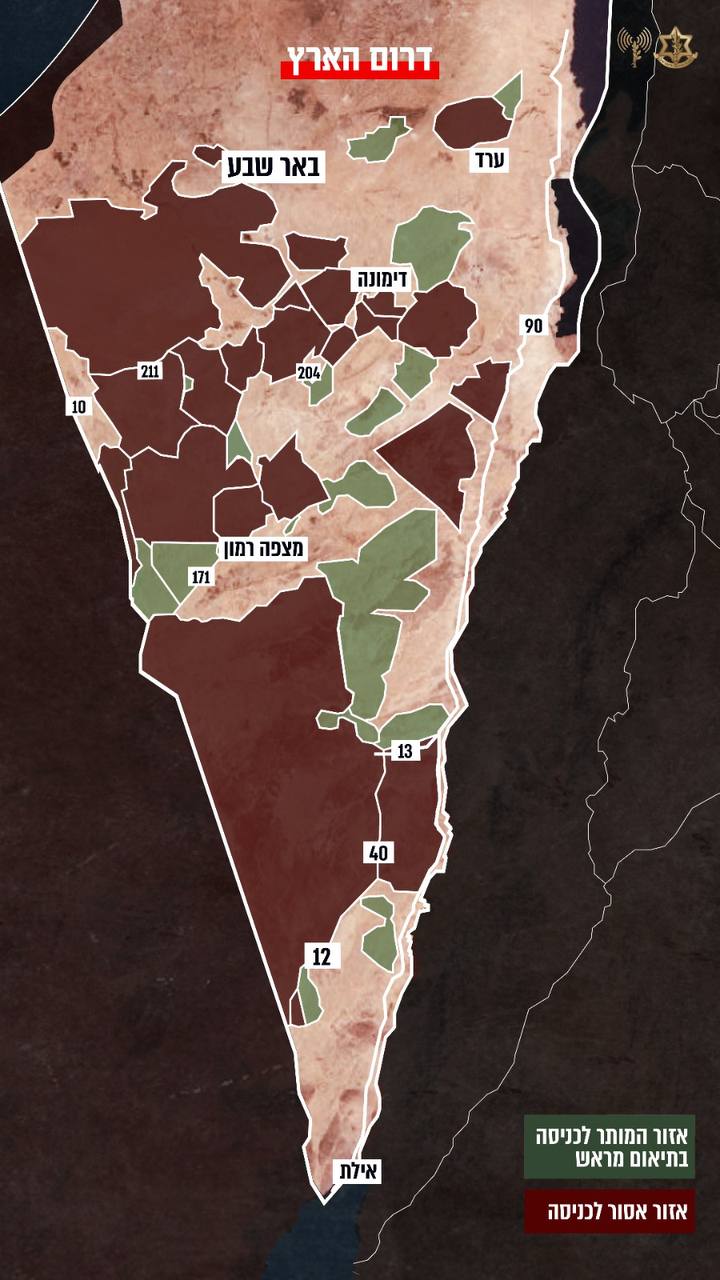 דרום הארץ
באר שבע
ערד
דימונה
90
211
204
10
מצפה רמון
171
13
40
12
אילת
אזור המותר לכניסה
בתיאום מראש
אזור אסור לכניסה